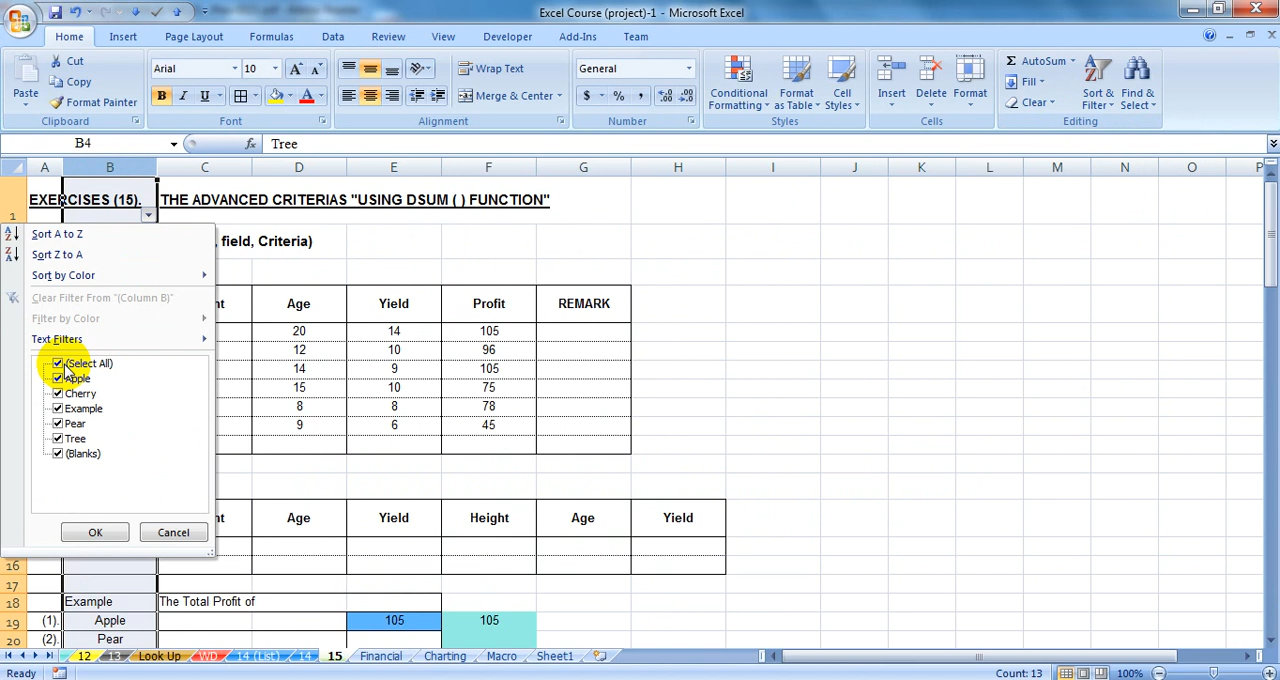 Excel Course (project)-1 - Microsoft Excel
Home Insert Page Layout Formulas Data Review View Developer Add-Ins Team
Paste Cut Copy Format Painter Clipboard
Arial 10 A A B I U A Font
Wrap Text Merge & Center Alignment
General $ % , Number
Conditional Formatting Format as Table Cell Styles Styles
Insert Delete Format Cells
AutoSum Fill Clear Sort & Filter Find & Select Editing
B4 fx Tree
A B C D E F G H I J K L M N O P
1 EXERCISES (15). THE ADVANCED CRITERIAS "USING DSUM ( ) FUNCTION"
, field, Criteria)
Sort A to Z
Sort Z to A
Sort by Color
Clear Filter From "(Column B)"
Filter by Color
Text Filters
(Select All)
Apple
Cherry
Example
Pear
Tree
(Blanks)
OK Cancel
nt Age Yield Profit REMARK
20 14 105
12 10 96
14 9 105
15 10 75
8 8 78
9 6 45
nt Age Yield Height Age Yield
16
17
18 Example The Total Profit of
19 (1). Apple 105 105
20 (2). Pear
12 13 Look Up WD 14 (List) 14 15 Financial Charting Macro Sheet1
Ready Count: 13 100%